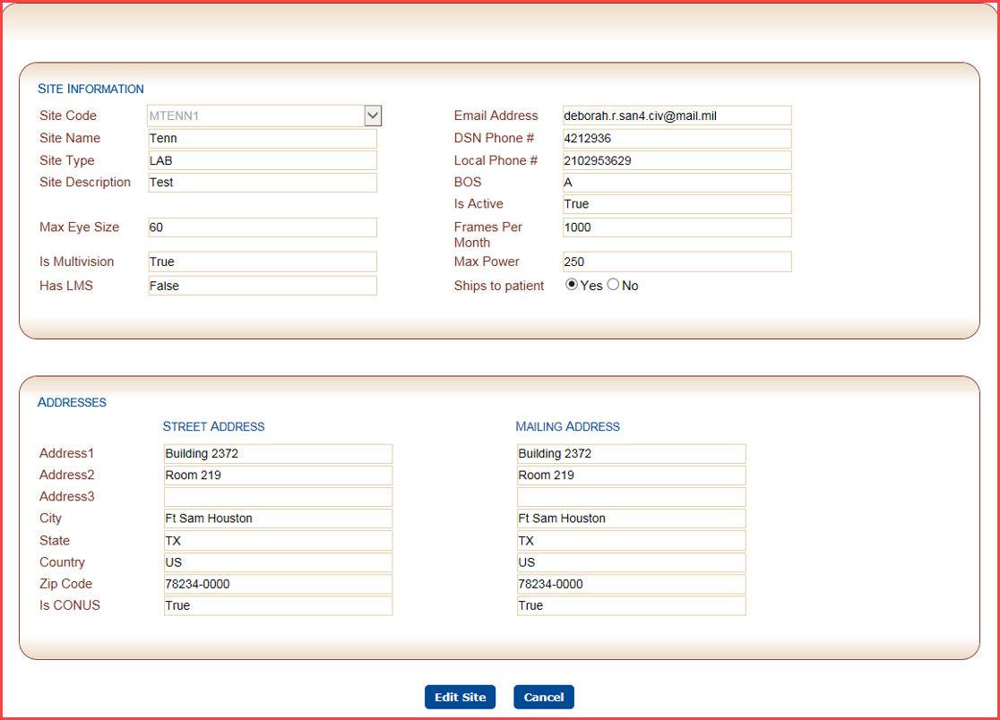 SITE INFORMATION
Site Code MTENN1 Email Address deborah.r.san4.civ@mail.mil
Site Name Tenn DSN Phone # 4212936
Site Type LAB Local Phone # 2102953629
Site Description Test BOS A
Is Active True
Max Eye Size 60 Frames Per Month 1000
Is Multivision True Max Power 250
Has LMS False Ships to patient Yes No
ADDRESSES
STREET ADDRESS MAILING ADDRESS
Address1 Building 2372 Building 2372
Address2 Room 219 Room 219
Address3
City Ft Sam Houston Ft Sam Houston
State TX TX
Country US US
Zip Code 78234-0000 78234-0000
Is CONUS True True
Edit Site Cancel